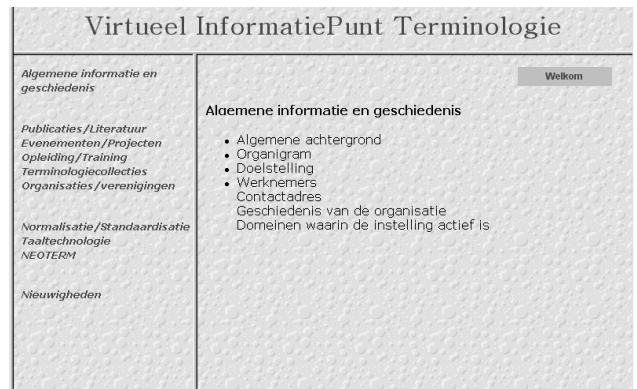 Virtueel InformatiePunt Terminologie
Algemene informatie en
geschiedenis
Publicaties/Literatuur
Evenementen/Projecten
Opleiding/Training
Terminologiecollecties
Organisaties/verenigingen
Normalisatie/Standaardisatie
Taaltechnologie
NEOTERM
Nieuwigheden
Welkom
Algemene informatie en geschiedenis
• Algemene achtergrond
• Organigram
• Doelstelling
• Werknemers
Contactadres
Geschiedenis van de organisatie
Domeinen waarin de instelling actief is